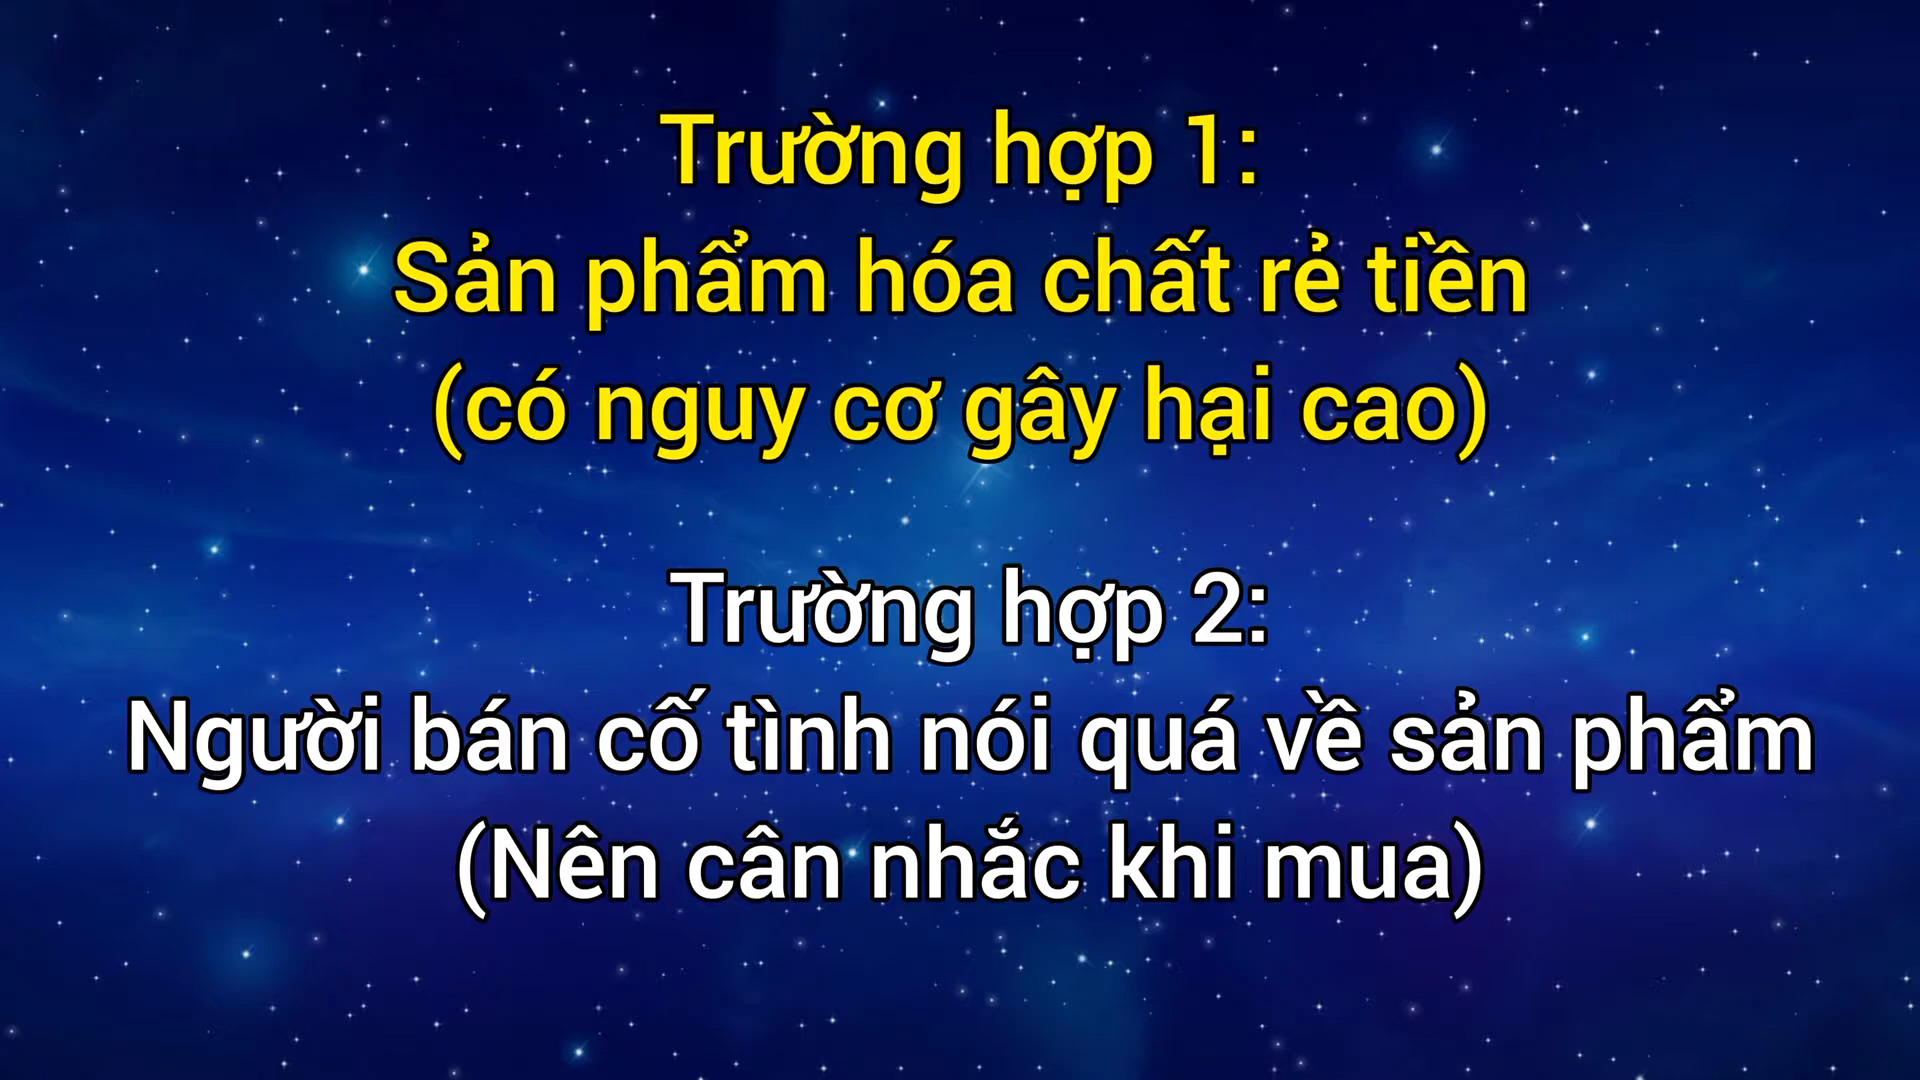 Trường hợp 1:
Sản phẩm hóa chất rẻ tiền
(có nguy cơ gây hại cao)
Trường hợp 2:
Người bán cố tình nói quá về sản phẩm
(Nên cân nhắc khi mua)